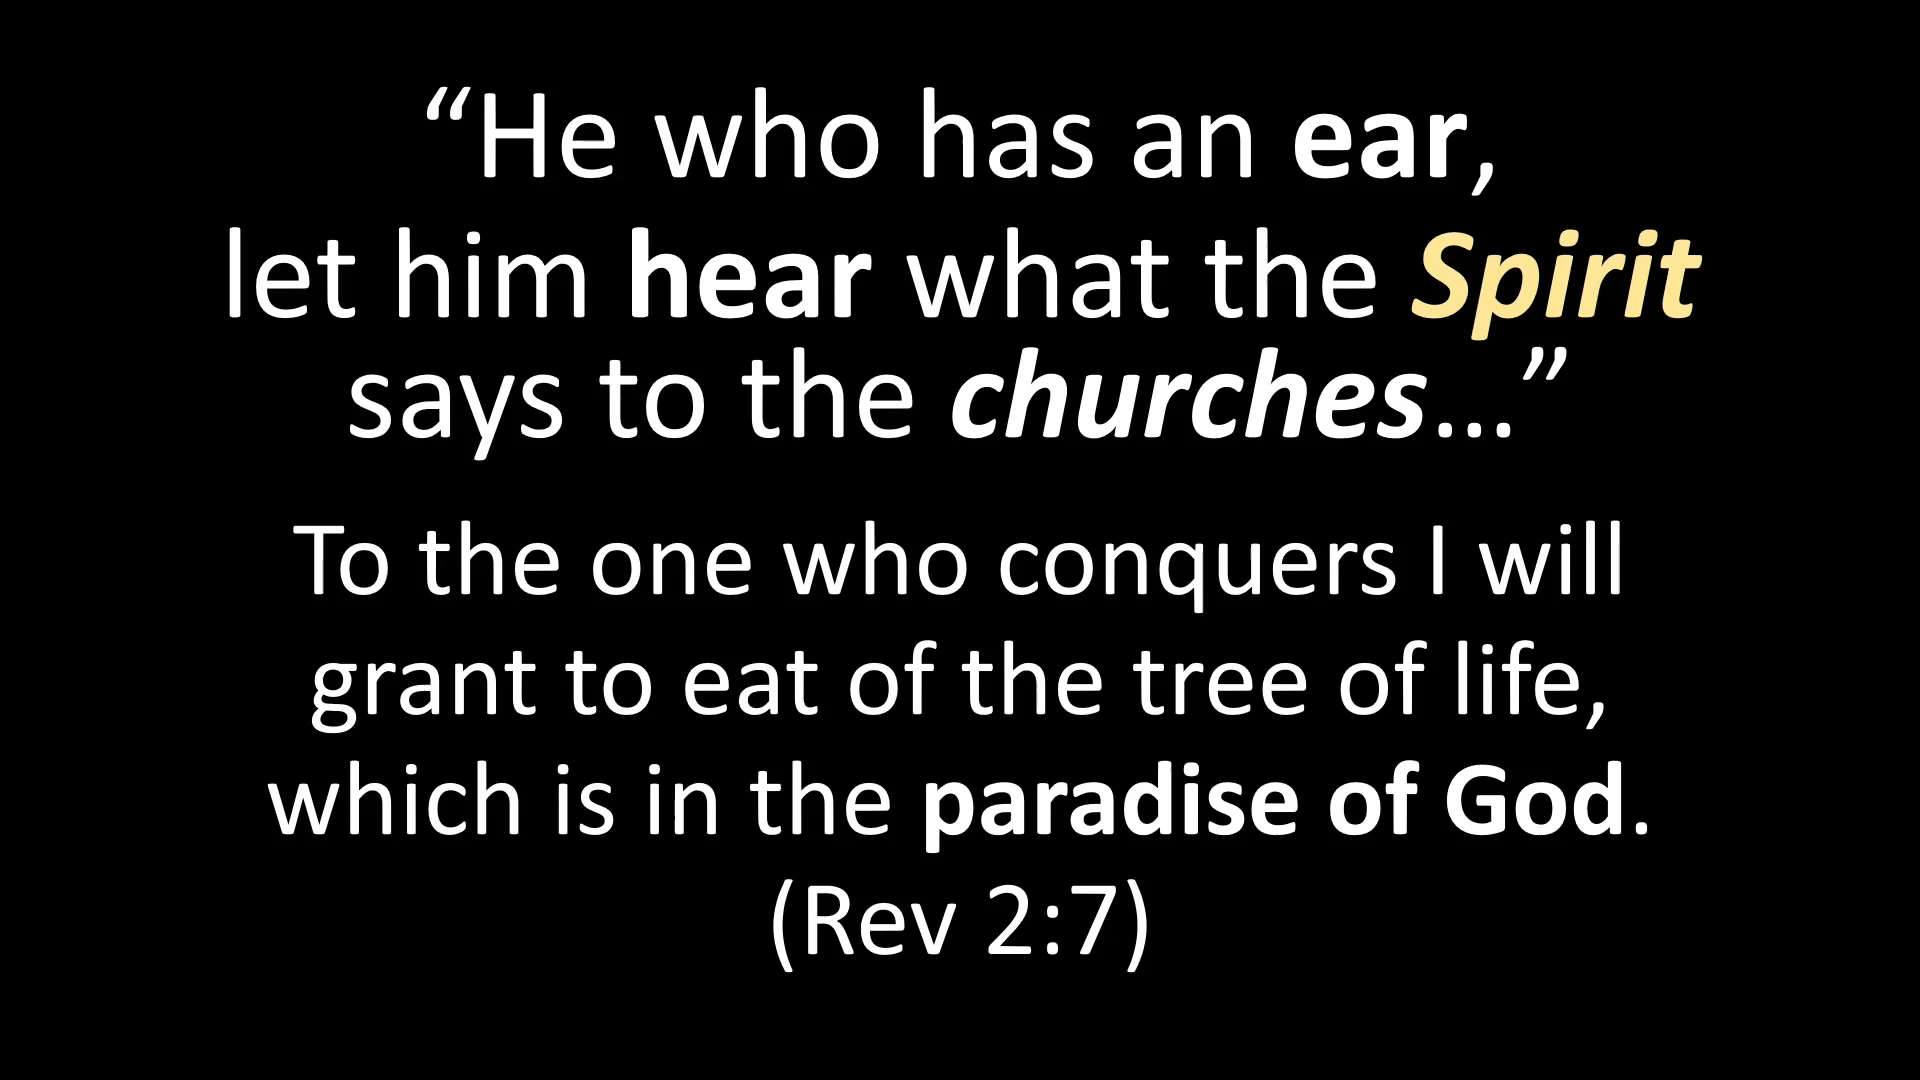 “He who has an ear,
let him hear what the Spirit
says to the churches…”
To the one who conquers I will
grant to eat of the tree of life,
which is in the paradise of God.
(Rev 2:7)